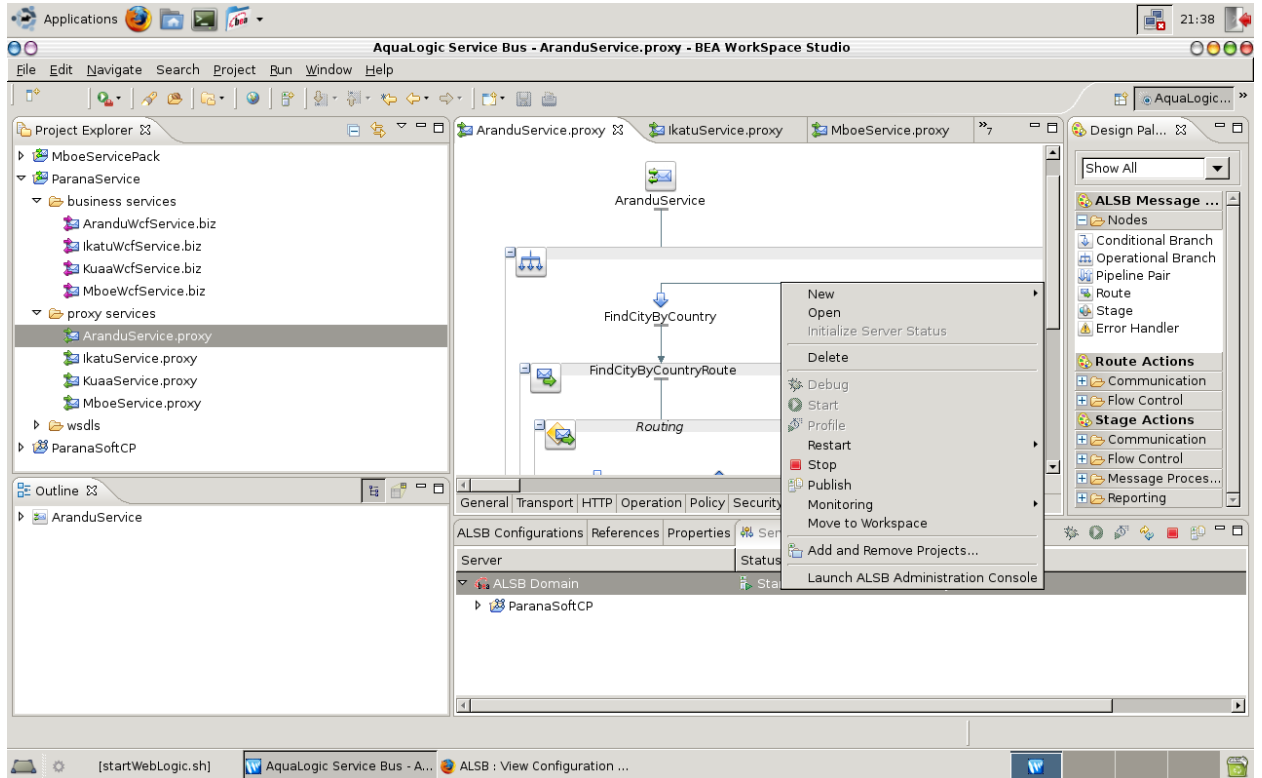 Applications
21:38
AquaLogic Service Bus - AranduService.proxy - BEA WorkSpace Studio
File Edit Navigate Search Project Run Window Help
AquaLogic... »
Project Explorer
MboeServicePack
ParanaService
business services
AranduWcfService.biz
IkatuWcfService.biz
KuaaWcfService.biz
MboeWcfService.biz
proxy services
AranduService.proxy
IkatuService.proxy
KuaaService.proxy
MboeService.proxy
wsdls
ParanaSoftCP
Outline
AranduService
AranduService.proxy IkatuService.proxy MboeService.proxy »7
AranduService
FindCityByCountry
FindCityByCountryRoute
Routing
General Transport HTTP Operation Policy Security
New
Open
Initialize Server Status
Delete
Debug
Start
Profile
Restart
Stop
Publish
Monitoring
Move to Workspace
Add and Remove Projects...
Launch ALSB Administration Console
Design Pal...
Show All
ALSB Message ...
Nodes
Conditional Branch
Operational Branch
Pipeline Pair
Route
Stage
Error Handler
Route Actions
Communication
Flow Control
Stage Actions
Communication
Flow Control
Message Proces...
Reporting
ALSB Configurations References Properties Ser
Server Status
ALSB Domain Sta
ParanaSoftCP
[startWebLogic.sh] AquaLogic Service Bus - A... ALSB : View Configuration ...